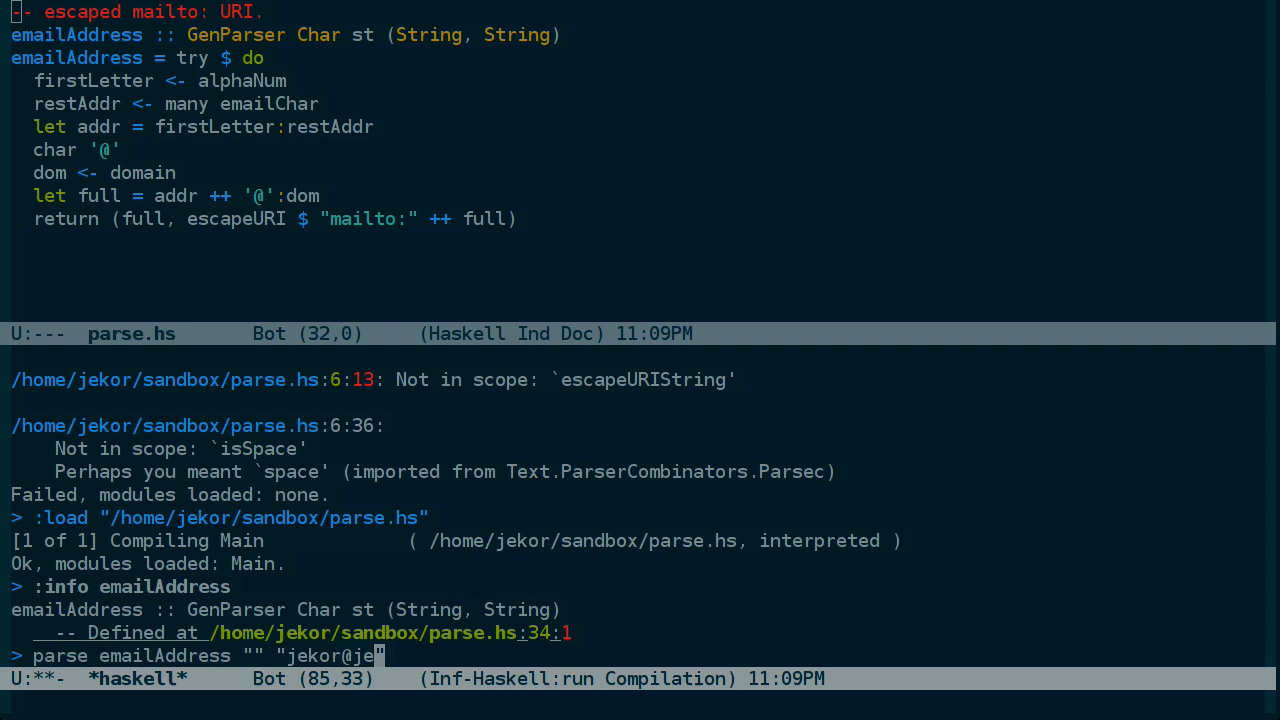 -- escaped mailto: URI.
emailAddress :: GenParser Char st (String, String)
emailAddress = try $ do
  firstLetter <- alphaNum
  restAddr <- many emailChar
  let addr = firstLetter:restAddr
  char '@'
  dom <- domain
  let full = addr ++ '@':dom
  return (full, escapeURI $ "mailto:" ++ full)
U:---  parse.hs       Bot (32,0)     (Haskell Ind Doc) 11:09PM
/home/jekor/sandbox/parse.hs:6:13: Not in scope: `escapeURIString'
/home/jekor/sandbox/parse.hs:6:36:
    Not in scope: `isSpace'
    Perhaps you meant `space' (imported from Text.ParserCombinators.Parsec)
Failed, modules loaded: none.
> :load "/home/jekor/sandbox/parse.hs"
[1 of 1] Compiling Main             ( /home/jekor/sandbox/parse.hs, interpreted )
Ok, modules loaded: Main.
> :info emailAddress
emailAddress :: GenParser Char st (String, String)
  	-- Defined at /home/jekor/sandbox/parse.hs:34:1
> parse emailAddress "" "jekor@je"
U:**-  *haskell*      Bot (85,33)    (Inf-Haskell:run Compilation) 11:09PM